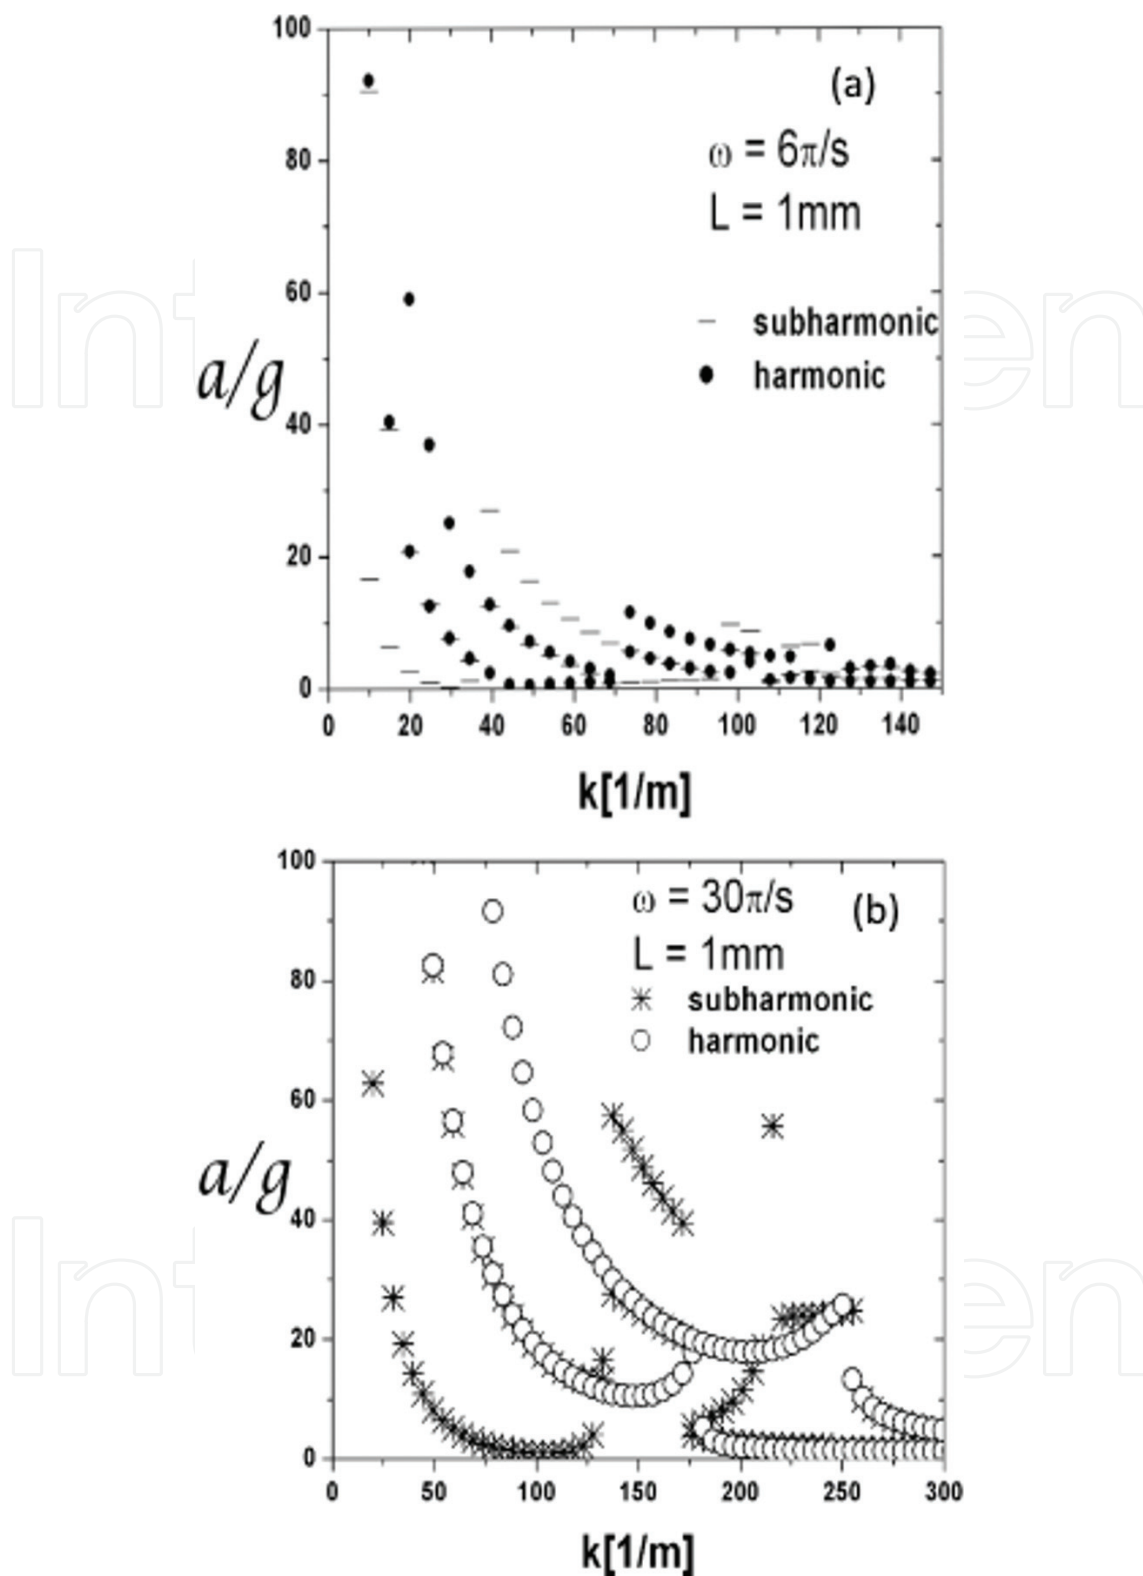 100
(a)
ω = 6π/s
80
L = 1mm
60
subharmonic
a/g
harmonic
40
20
0
0 20 40 60 80 100 120 140
k[1/m]
100
ω = 30π/s
(b)
L = 1mm
80
subharmonic
harmonic
60
a/g
40
20
0
0 50 100 150 200 250 300
k[1/m]